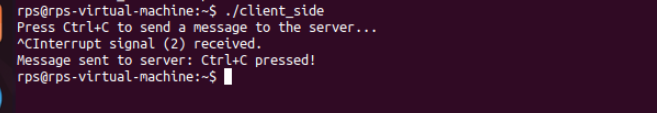 rps@rps-virtual-machine:~$ ./client_side
Press Ctrl+C to send a message to the server...
^CInterrupt signal (2) received.
Message sent to server: Ctrl+C pressed!
rps@rps-virtual-machine:~$